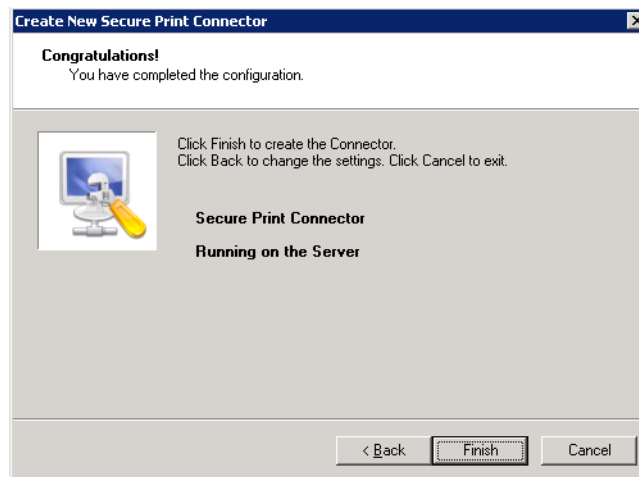 Create New Secure Print Connector
Congratulations!
You have completed the configuration.
Click Finish to create the Connector.
Click Back to change the settings. Click Cancel to exit.
Secure Print Connector
Running on the Server
< Back
Finish
Cancel